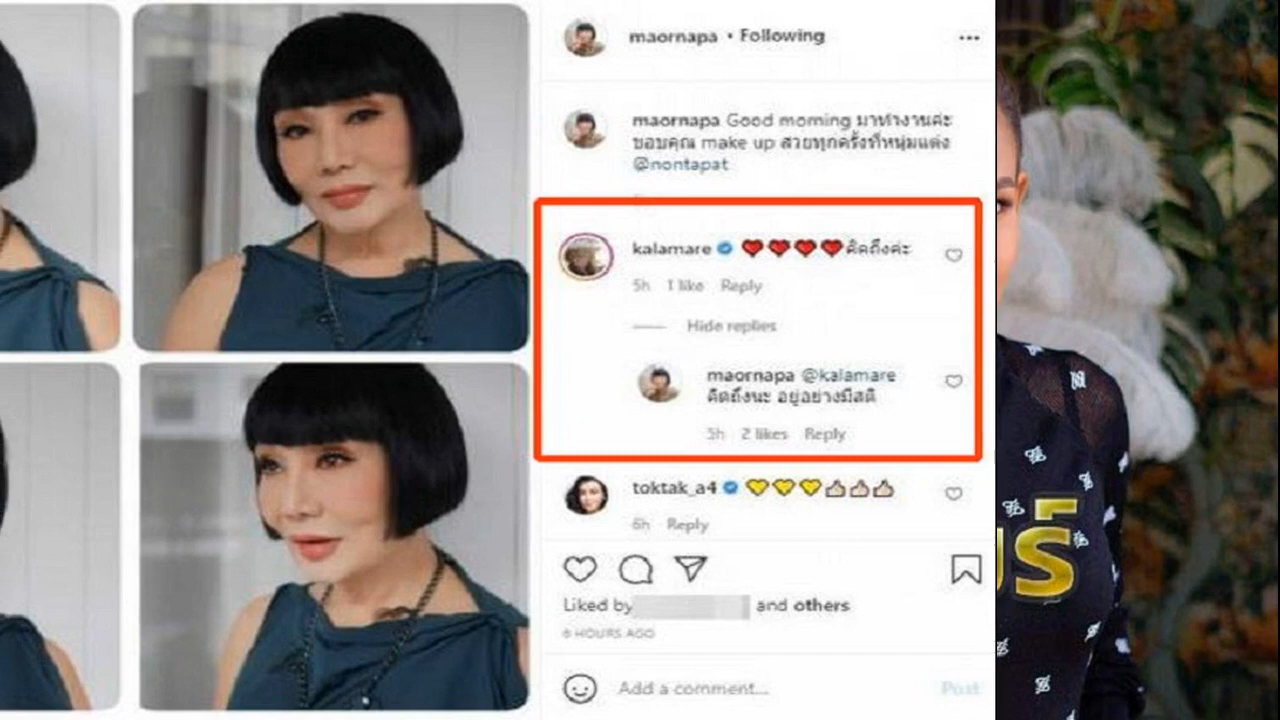 maornapa • Following
maornapa Good morning มาทำงานค่ะ
ขอบคุณ make up สวยทุกครั้งที่หนุ่มแต่ง
@nontapat
kalamare ❤❤❤❤คิดถึงค่ะ
5h 1 like Reply
Hide replies
maornapa @kalamare
คิดถึงนะ อยู่อย่างมีสติ
5h 2 likes Reply
toktak_a4 💛💛💛👍🏻👍🏻👍🏻
6h Reply
Liked by and others
6 HOURS AGO
Add a comment... Post